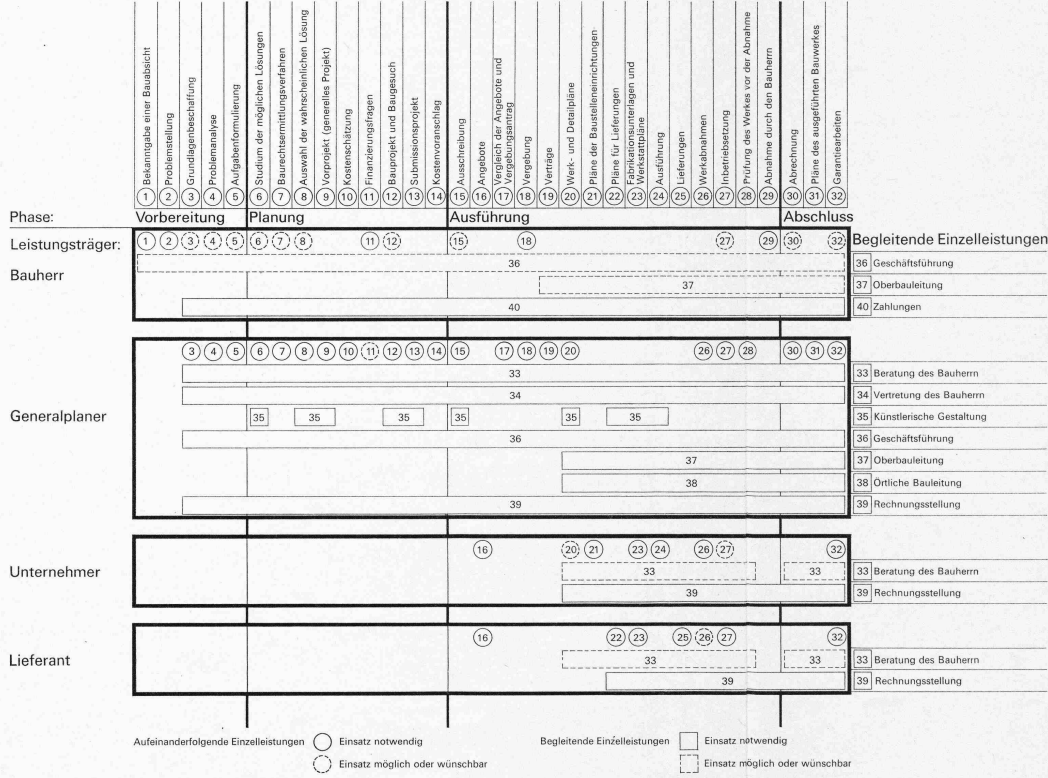 ① Bekanntgabe einer Bauabsicht
② Problemstellung
③ Grundlagenbeschaffung
④ Problemanalyse
⑤ Aufgabenformulierung
⑥ Studium der möglichen Lösungen
⑦ Baurechtsermittlungsverfahren
⑧ Auswahl der wahrscheinlichen Lösung
⑨ Vorprojekt (generelles Projekt)
⑩ Kostenschätzung
⑪ Finanzierungsfragen
⑫ Bauprojekt und Baugesuch
⑬ Submissionsprojekt
⑭ Kostenvoranschlag
⑮ Ausschreibung
⑯ Angebote
⑰ Vergleich der Angebote und
Vergebungsantrag
⑱ Vergebung
⑲ Verträge
⑳ Werk- und Detailpläne
㉑ Pläne der Baustelleneinrichtungen
㉒ Pläne für Lieferungen
㉓ Fabrikationsunterlagen und
Werkstattpläne
㉔ Ausführung
㉕ Lieferungen
㉖ Werkabnahmen
㉗ Inbetriebsetzung
㉘ Prüfung des Werkes vor der Abnahme
㉙ Abnahme durch den Bauherrn
㉚ Abrechnung
㉛ Pläne des ausgeführten Bauwerkes
㉜ Garantiearbeiten
Phase: Vorbereitung Planung Ausführung Abschluss
Leistungsträger: 1 2 3 4 5 6 7 8 11 12 15 18 27 29 30 32 Begleitende Einzelleistungen
Bauherr
36 36 Geschäftsführung
37 37 Oberbauleitung
40 40 Zahlungen
3 4 5 6 7 8 9 10 11 12 13 14 15 17 18 19 20 26 27 28 30 31 32
33 33 Beratung des Bauherrn
34 34 Vertretung des Bauherrn
Generalplaner 35 35 35 35 35 35 35 Künstlerische Gestaltung
36 36 Geschäftsführung
37 37 Oberbauleitung
38 38 Örtliche Bauleitung
39 39 Rechnungsstellung
16 20 21 23 24 26 27 32
Unternehmer 33 33 33 Beratung des Bauherrn
39 39 Rechnungsstellung
16 22 23 25 26 27 32
Lieferant 33 33 33 Beratung des Bauherrn
39 39 Rechnungsstellung
Aufeinanderfolgende Einzelleistungen Einsatz notwendig Begleitende Einzelleistungen Einsatz notwendig
Einsatz möglich oder wünschbar Einsatz möglich oder wünschbar